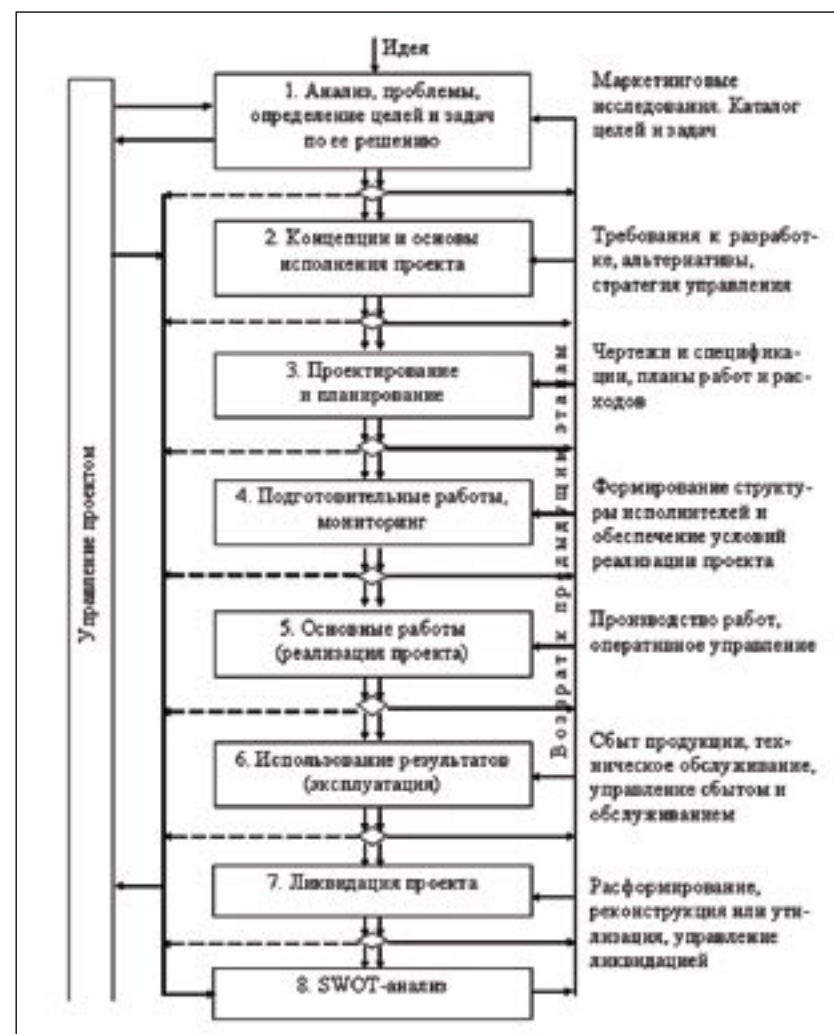 Идея
1. Анализ, проблемы,
определение целей и задач
по ее решению
Маркетинговые
исследования. Каталог
целей и задач
2. Концепции и основы
исполнения проекта
Требования к разработ-
ке, альтернативы,
стратегия управления
3. Проектирование
и планирование
Чертежи и специфика-
ции, планы работ и рас-
ходов
4. Подготовительные работы,
мониторинг
Формирование структу-
ры исполнителей и
обеспечение условий
реализации проекта
5. Основные работы
(реализация проекта)
Производство работ,
оперативное управление
6. Использование результатов
(эксплуатация)
Сбыт продукции, тех-
ническое обслуживание,
управление сбытом и
обслуживанием
7. Ликвидация проекта
Расформирование,
реконструкция или ути-
лизация, управление
ликвидацией
8. SWOT-анализ
Управление проектом
Возврат к предыдущим этапам